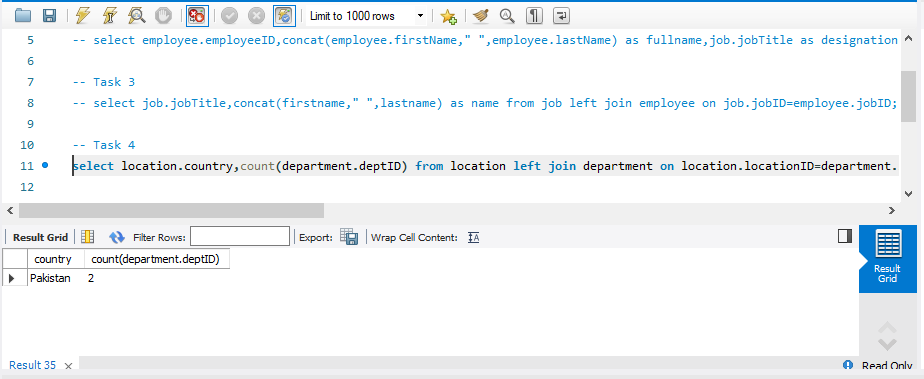 Limit to 1000 rows
5 -- select employee.employeeID,concat(employee.firstName," ",employee.lastName) as fullname,job.jobTitle as designation
6
7 -- Task 3
8 -- select job.jobTitle,concat(firstname," ",lastname) as name from job left join employee on job.jobID=employee.jobID;
9
10 -- Task 4
11 select location.country,count(department.deptID) from location left join department on location.locationID=department.
12
Result Grid Filter Rows: Export: Wrap Cell Content: IA
country count(department.deptID)
Pakistan 2
Result Grid
Result 35 × Read Only